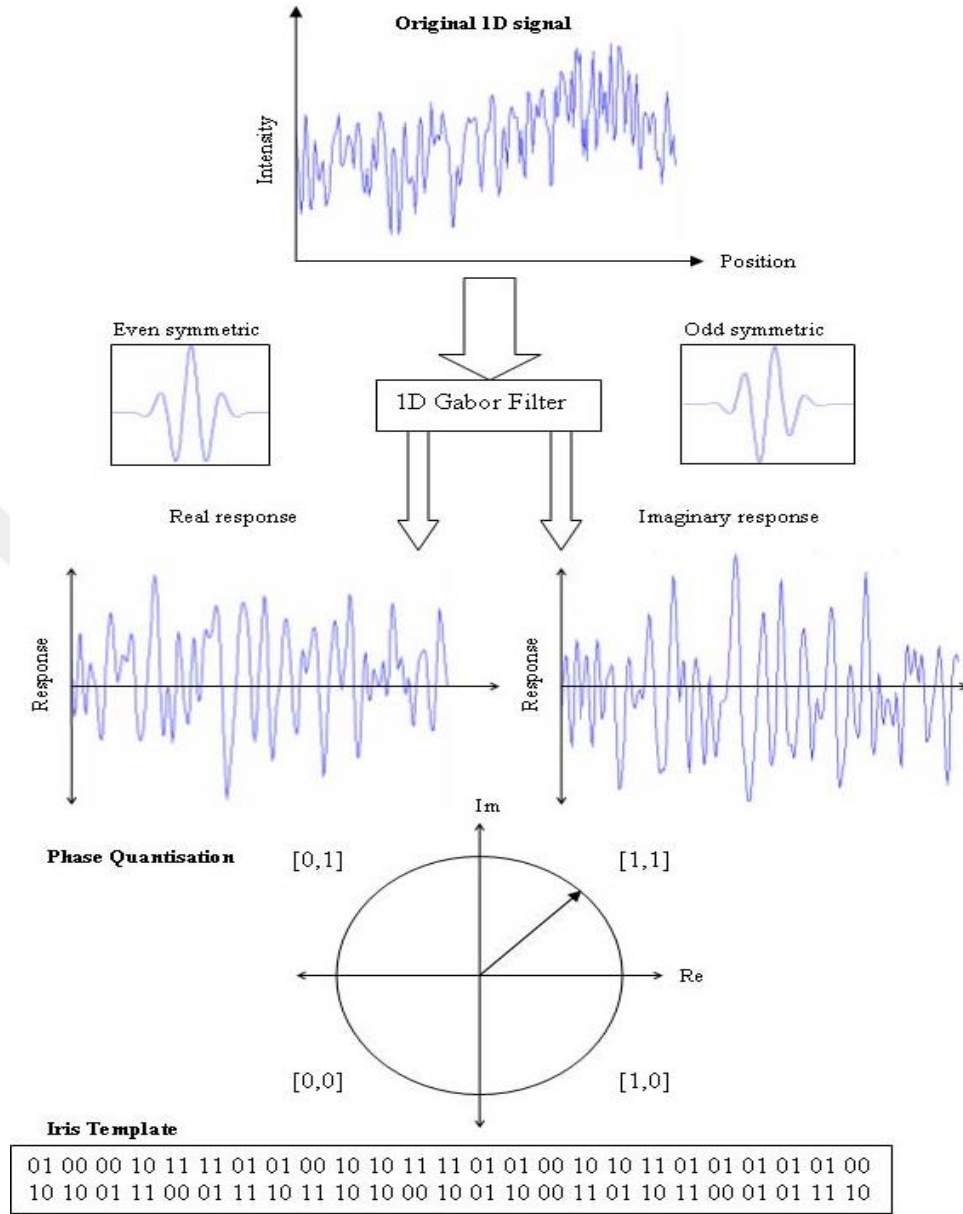 Original 1D signal
Intensity
Position
Even symmetric
Odd symmetric
1D Gabor Filter
Real response
Imaginary response
Response
Response
Im
Phase Quantisation
[0,1]
[1,1]
Re
[0,0]
[1,0]
Iris Template
01 00 00 10 11 11 01 01 00 10 10 11 11 01 01 00 10 10 11 01 01 01 01 01 00
10 10 01 11 00 01 11 10 11 10 10 00 10 01 10 00 11 01 10 11 00 01 01 11 10